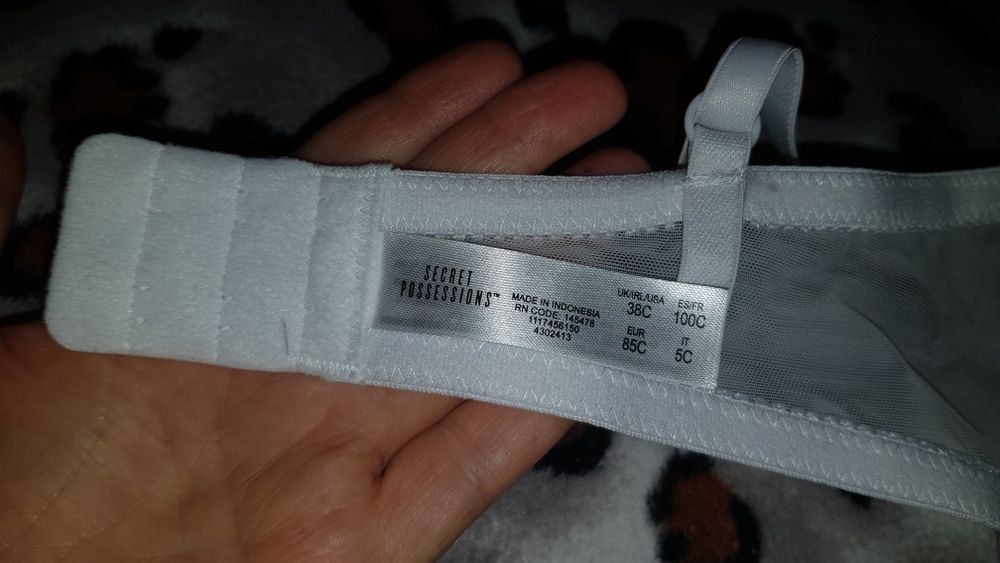 SECRET
POSSESSIONS™
MADE IN INDONESIA
RN CODE: 145478
1117456150
4302413
UK/IRL/USA
38C
ES/FR
100C
EUR
85C
IT
5C